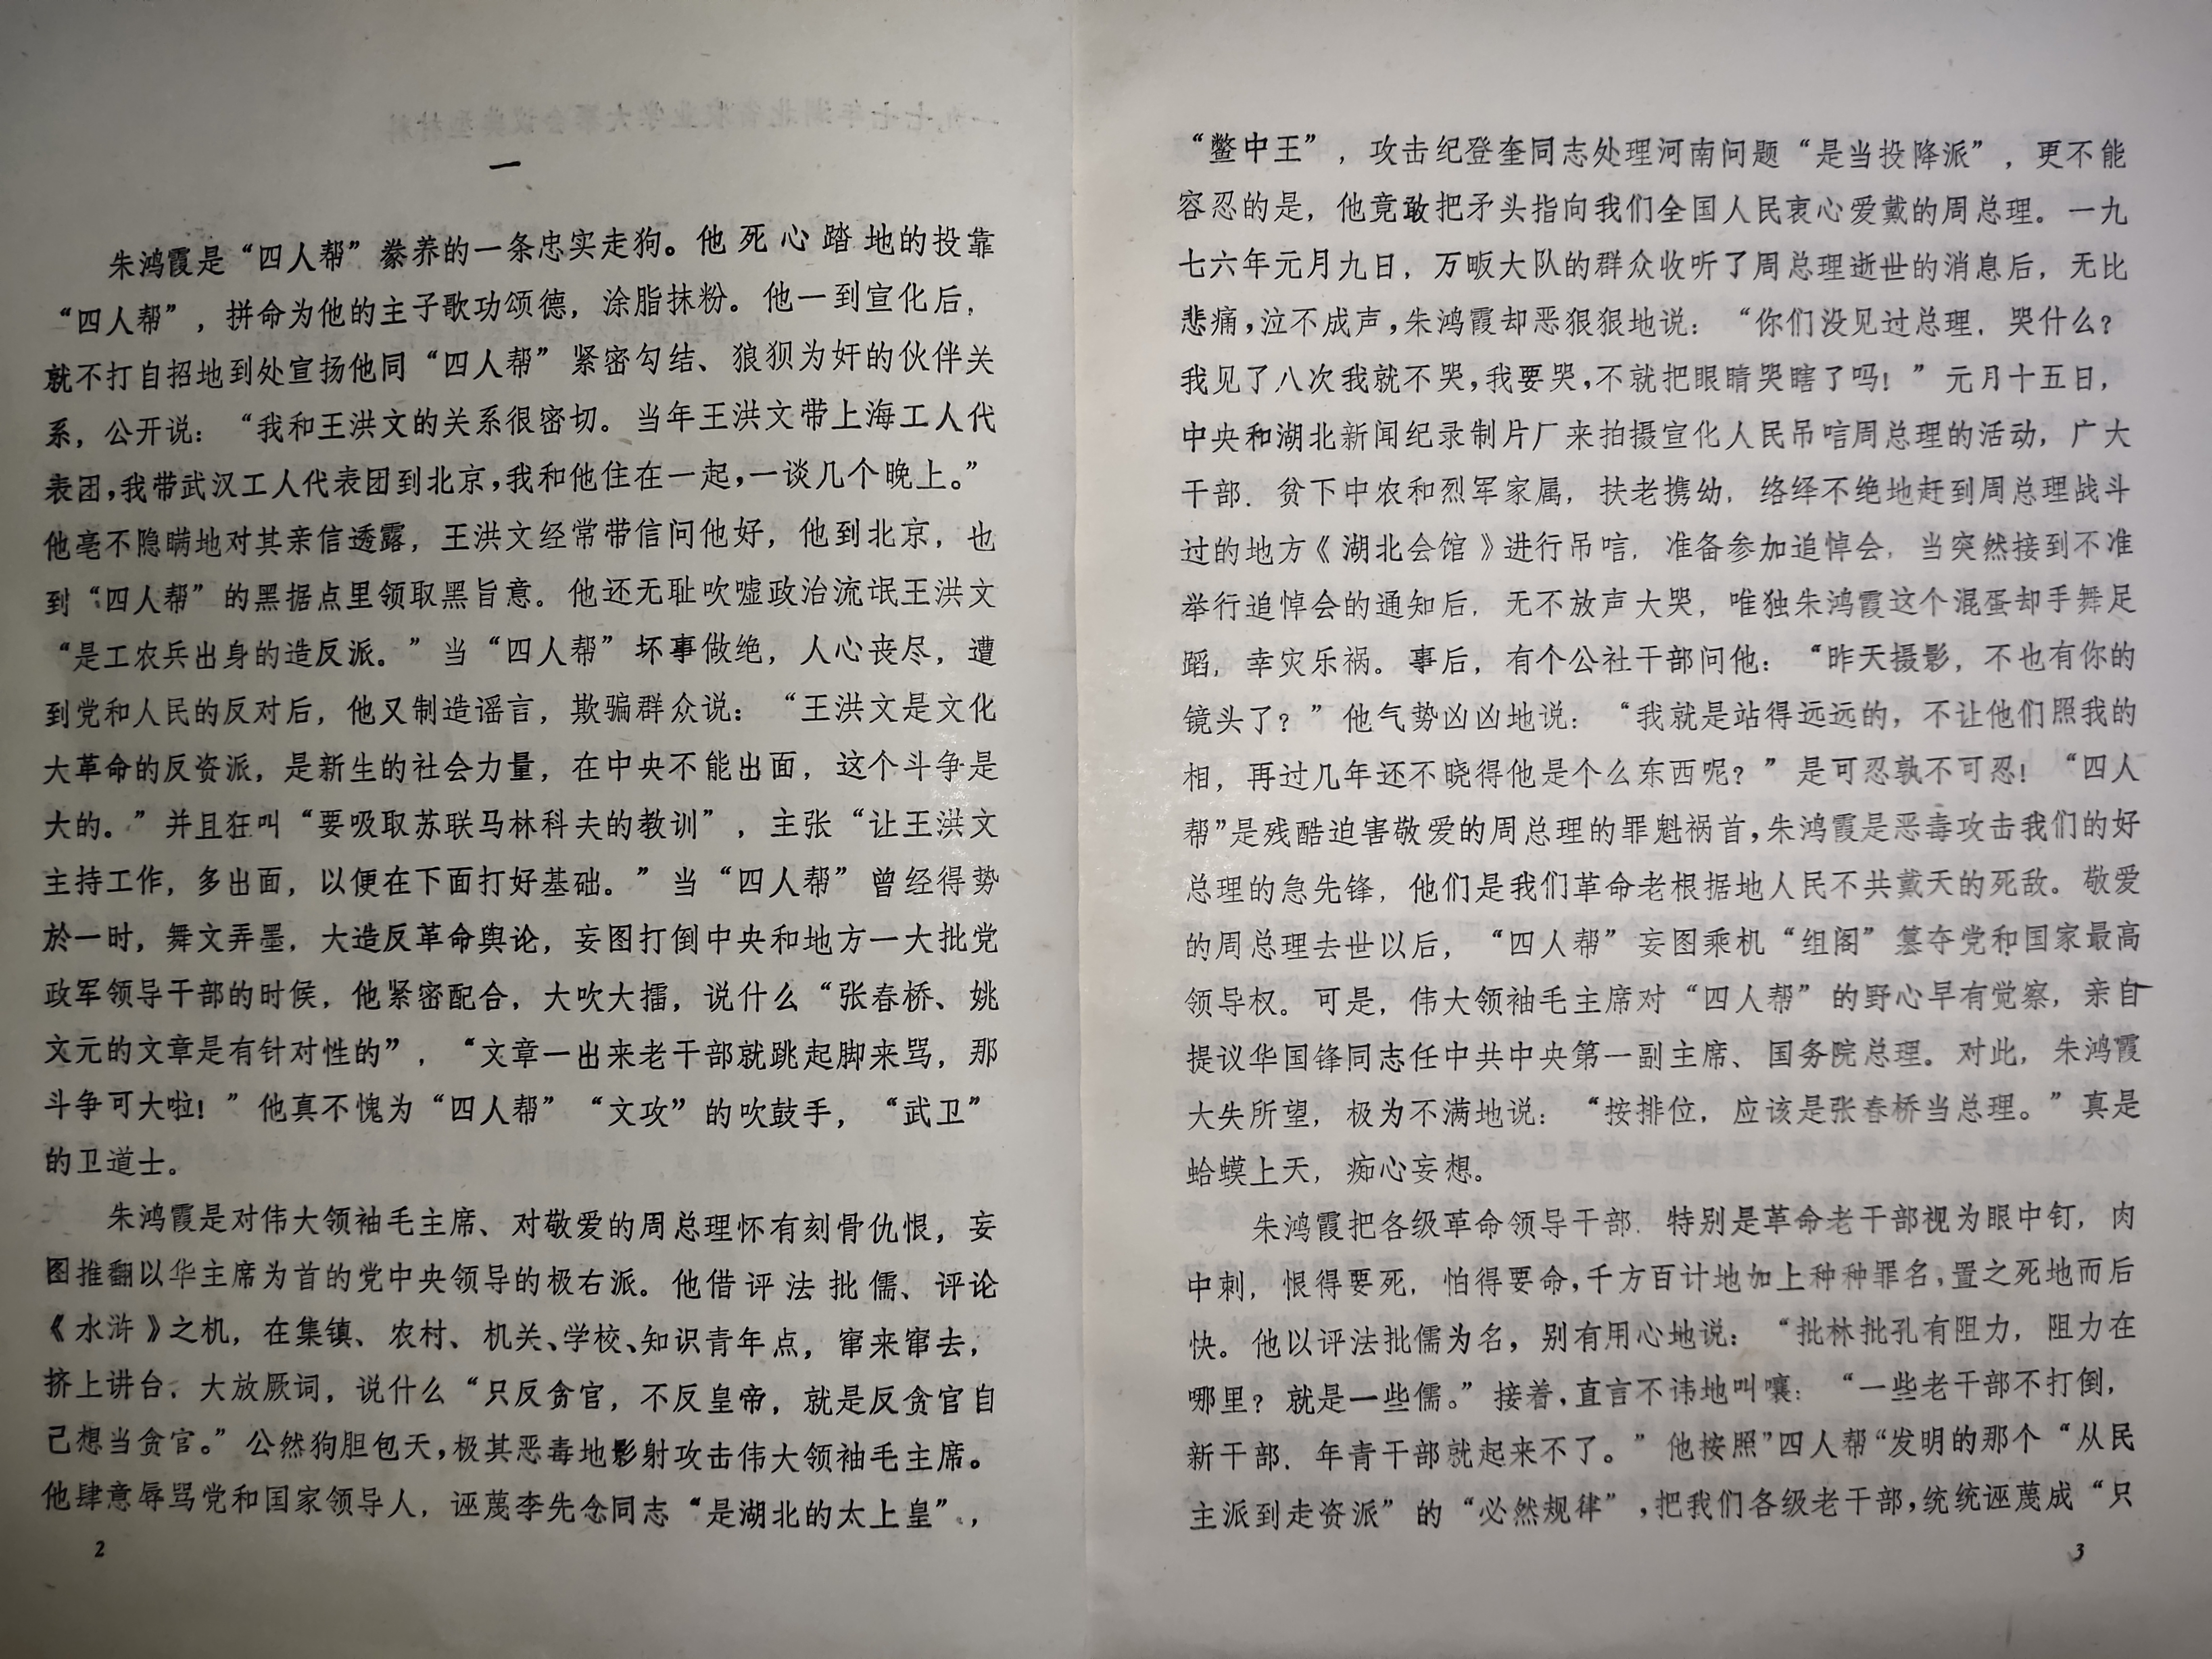 一
朱鸿霞是“四人帮”豢养的一条忠实走狗。他死心踏地的投靠
“四人帮”，拼命为他的主子歌功颂德，涂脂抹粉。他一到宣化后，
就不打自招地到处宣扬他同“四人帮”紧密勾结、狼狈为奸的伙伴关
系，公开说：“我和王洪文的关系很密切。当年王洪文带上海工人代
表团，我带武汉工人代表团到北京，我和他住在一起，一谈几个晚上。”
他毫不隐瞒地对其亲信透露，王洪文经常带信问他好，他到北京，也
到“四人帮”的黑据点里领取黑旨意。他还无耻吹嘘政治流氓王洪文
“是工农兵出身的造反派。”当“四人帮”坏事做绝，人心丧尽，遭
到党和人民的反对后，他又制造谣言，欺骗群众说：“王洪文是文化
大革命的反资派，是新生的社会力量，在中央不能出面，这个斗争是
大的。”并且狂叫“要吸取苏联马林科夫的教训”，主张“让王洪文
主持工作，多出面，以便在下面打好基础。”当“四人帮”曾经得势
於一时，舞文弄墨，大造反革命舆论，妄图打倒中央和地方一大批党
政军领导干部的时候，他紧密配合，大吹大擂，说什么“张春桥、姚
文元的文章是有针对性的”，“文章一出来老干部就跳起脚来骂，那
斗争可大啦！”他真不愧为“四人帮”“文攻”的吹鼓手，“武卫”
的卫道士。
朱鸿霞是对伟大领袖毛主席、对敬爱的周总理怀有刻骨仇恨，妄
图推翻以华主席为首的党中央领导的极右派。他借评法批儒、评论
《水浒》之机，在集镇、农村、机关、学校、知识青年点，窜来窜去，
挤上讲台，大放厥词，说什么“只反贪官，不反皇帝，就是反贪官自
己想当贪官。”公然狗胆包天，极其恶毒地影射攻击伟大领袖毛主席。
他肆意辱骂党和国家领导人，诬蔑李先念同志“是湖北的太上皇”，
2
“鳖中王”，攻击纪登奎同志处理河南问题“是当投降派”，更不能
容忍的是，他竟敢把矛头指向我们全国人民衷心爱戴的周总理。一九
七六年元月九日，万畈大队的群众收听了周总理逝世的消息后，无比
悲痛，泣不成声，朱鸿霞却恶狠狠地说：“你们没见过总理，哭什么？
我见了八次我就不哭，我要哭，不就把眼睛哭瞎了吗！”元月十五日，
中央和湖北新闻纪录制片厂来拍摄宣化人民吊唁周总理的活动，广大
干部、贫下中农和烈军家属，扶老携幼，络绎不绝地赶到周总理战斗
过的地方《湖北会馆》进行吊唁，准备参加追悼会，当突然接到不准
举行追悼会的通知后，无不放声大哭，唯独朱鸿霞这个混蛋却手舞足
蹈，幸灾乐祸。事后，有个公社干部问他：“昨天摄影，不也有你的
镜头了？”他气势凶凶地说：“我就是站得远远的，不让他们照我的
相，再过几年还不晓得他是个么东西呢？”是可忍孰不可忍！“四人
帮”是残酷迫害敬爱的周总理的罪魁祸首，朱鸿霞是恶毒攻击我们的好
总理的急先锋，他们是我们革命老根据地人民不共戴天的死敌。敬爱
的周总理去世以后，“四人帮”妄图乘机“组阁”篡夺党和国家最高
领导权。可是，伟大领袖毛主席对“四人帮”的野心早有觉察，亲自
提议华国锋同志任中共中央第一副主席、国务院总理。对此，朱鸿霞
大失所望，极为不满地说：“按排位，应该是张春桥当总理。”真是
蛤蟆上天，痴心妄想。
朱鸿霞把各级革命领导干部，特别是革命老干部视为眼中钉，肉
中刺，恨得要死，怕得要命，千方百计地加上种种罪名，置之死地而后
快。他以评法批儒为名，别有用心地说：“批林批孔有阻力，阻力在
哪里？就是一些儒。”接着，直言不讳地叫嚷：“一些老干部不打倒，
新干部、年青干部就起来不了。”他按照”四人帮“发明的那个“从民
主派到走资派”的“必然规律”，把我们各级老干部，统统诬蔑成“只
3